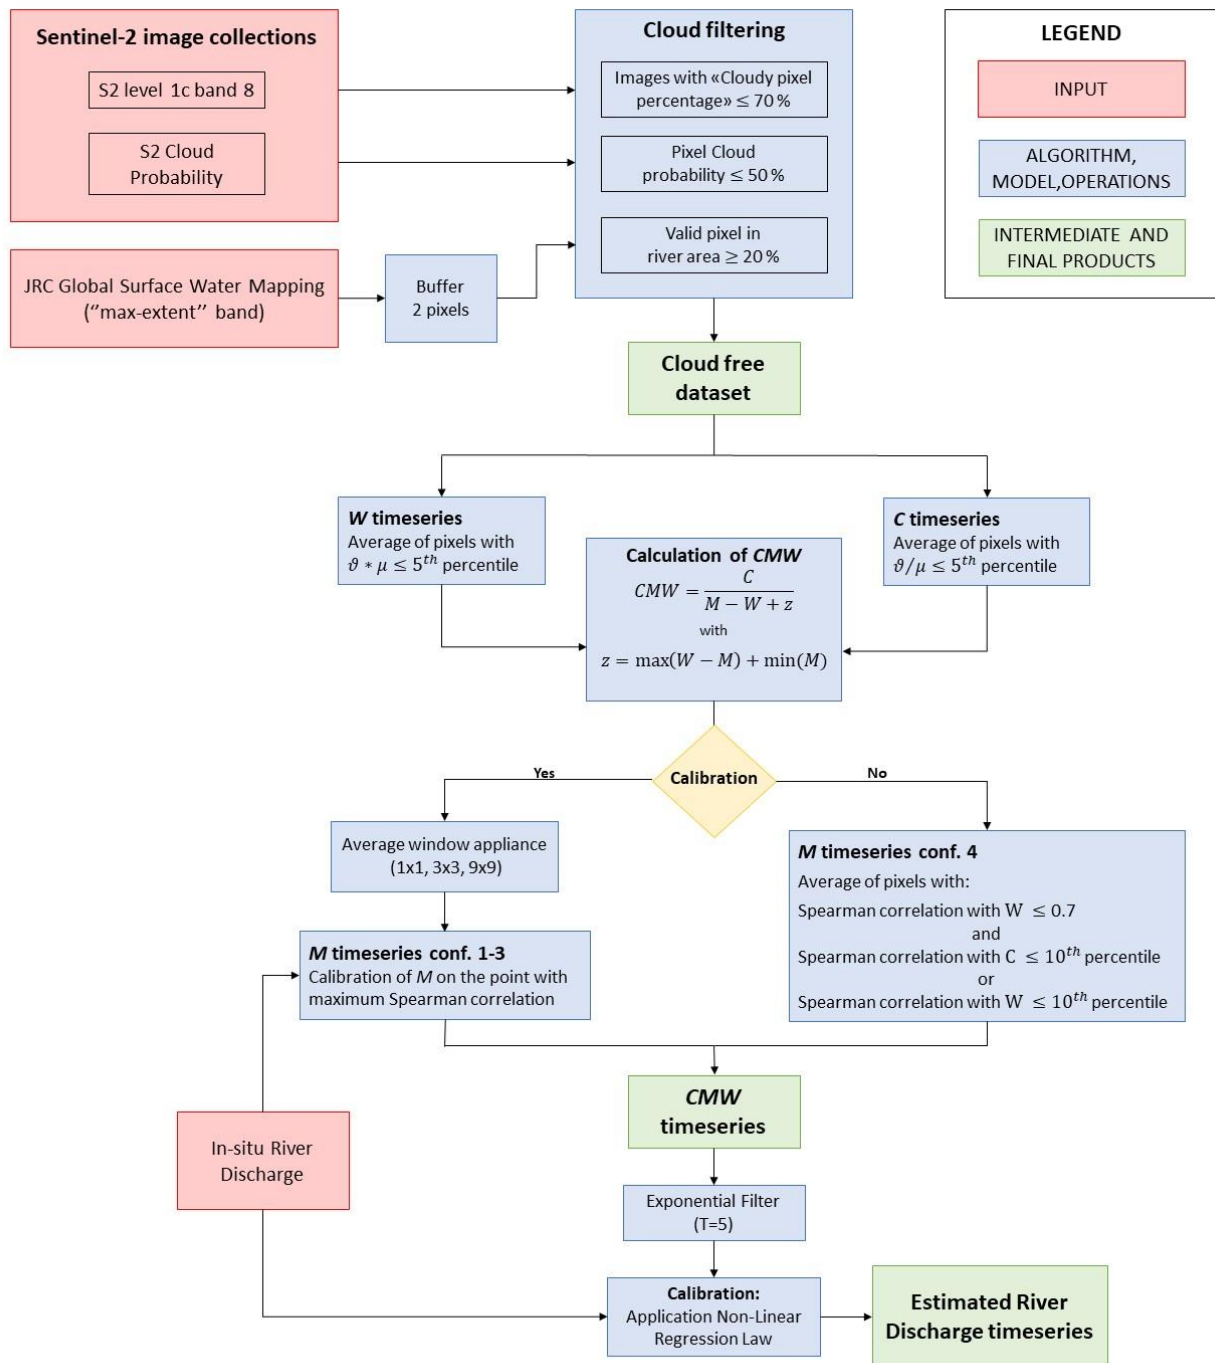 Sentinel-2 image collections
S2 level 1c band 8
S2 Cloud
Probability
JRC Global Surface Water Mapping
(“max-extent” band)
Buffer
2 pixels
Cloud filtering
Images with «Cloudy pixel
percentage» ≤ 70 %
Pixel Cloud
probability ≤ 50 %
Valid pixel in
river area ≥ 20 %
LEGEND
INPUT
ALGORITHM,
MODEL,OPERATIONS
INTERMEDIATE AND
FINAL PRODUCTS
Cloud free
dataset
W timeseries
Average of pixels with
ϑ * μ ≤ 5th percentile
Calculation of CMW
CMW = C / (M − W + z)
with
z = max(W − M) + min(M)
C timeseries
Average of pixels with
ϑ/μ ≤ 5th percentile
Calibration
Yes
No
Average window appliance
(1x1, 3x3, 9x9)
M timeseries conf. 1-3
Calibration of M on the point with
maximum Spearman correlation
M timeseries conf. 4
Average of pixels with:
Spearman correlation with W ≤ 0.7
and
Spearman correlation with C ≤ 10th percentile
or
Spearman correlation with W ≤ 10th percentile
In-situ River
Discharge
CMW
timeseries
Exponential Filter
(T=5)
Calibration:
Application Non-Linear
Regression Law
Estimated River
Discharge timeseries